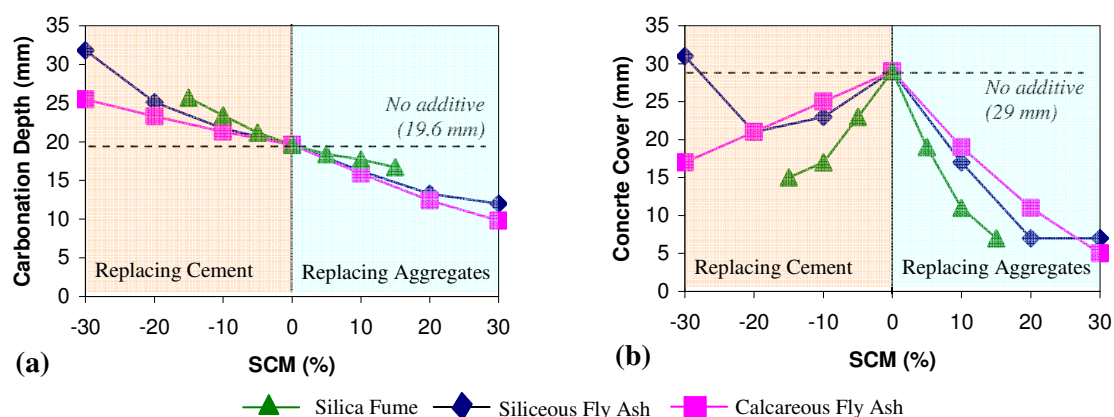 35
30
25
20
15
10
5
0
Carbonation Depth (mm)
No additive
(19.6 mm)
Replacing Cement
Replacing Aggregates
-30 -20 -10 0 10 20 30
(a)
SCM (%)
35
30
25
20
15
10
5
0
Concrte Cover (mm)
No additive
(29 mm)
Replacing Cement
Replacing Aggregates
-30 -20 -10 0 10 20 30
(b)
SCM (%)
Silica Fume Siliceous Fly Ash Calcareous Fly Ash